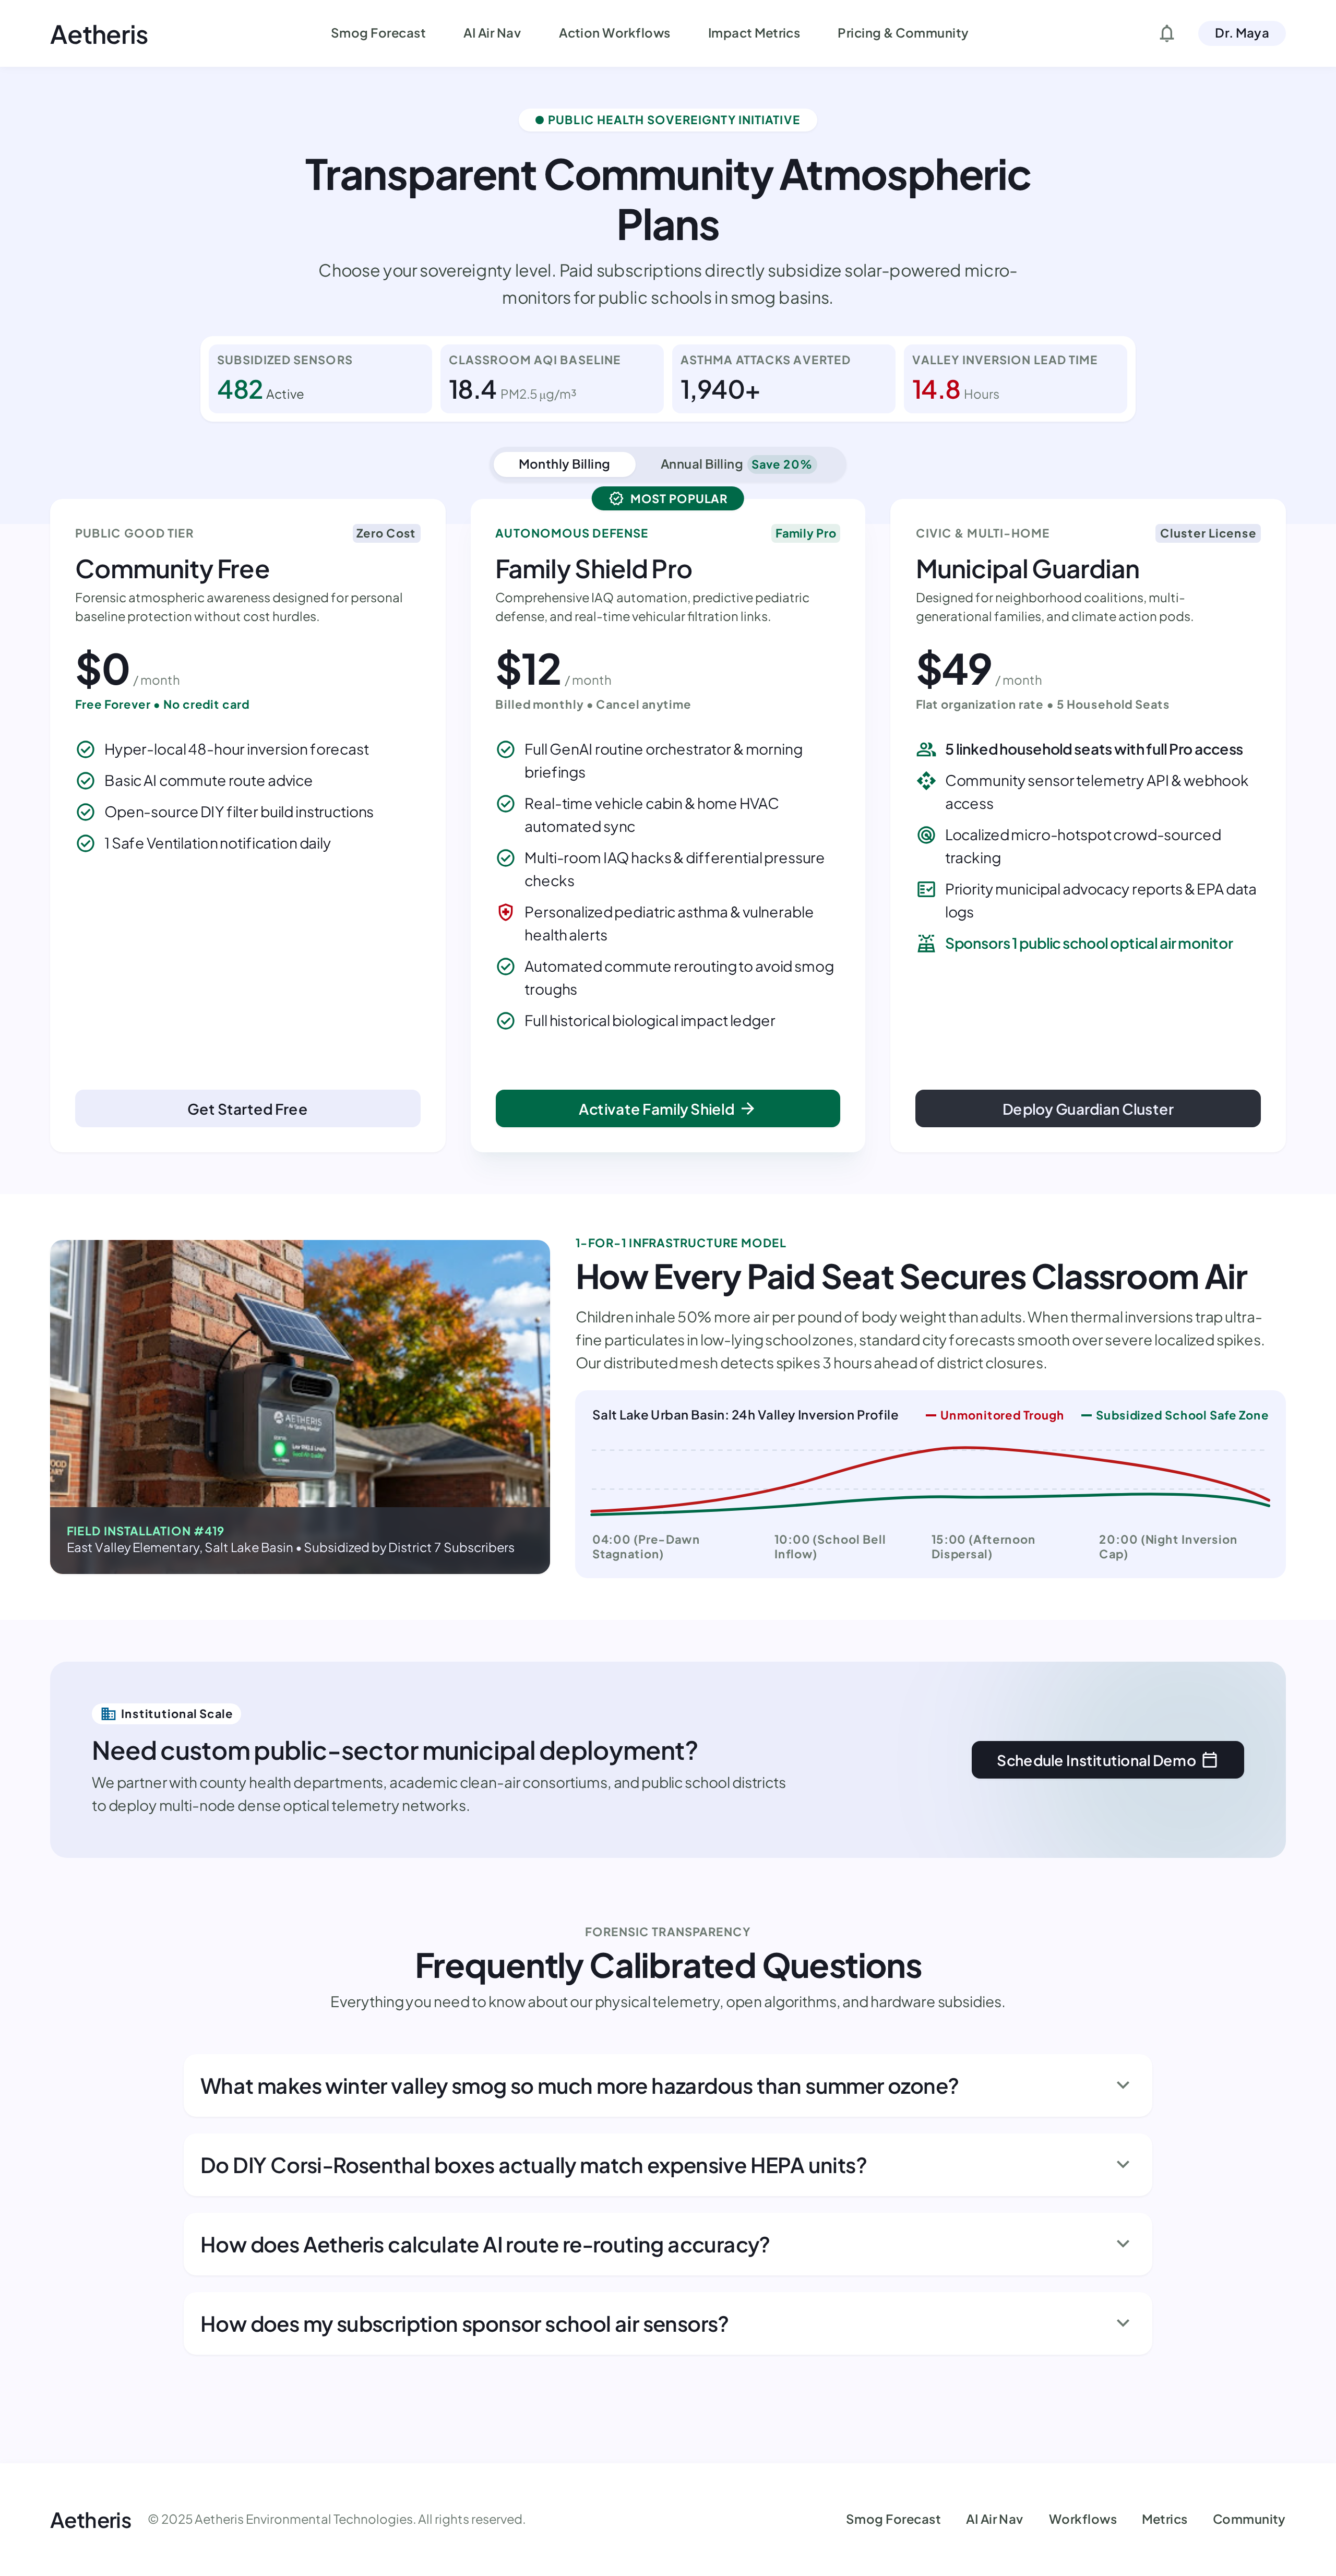 Aetheris
Smog Forecast
AI Air Nav
Action Workflows
Impact Metrics
Pricing & Community
Dr. Maya
PUBLIC HEALTH SOVEREIGNTY INITIATIVE
Transparent Community Atmospheric
Plans
Choose your sovereignty level. Paid subscriptions directly subsidize solar-powered micro-
monitors for public schools in smog basins.
SUBSIDIZED SENSORS
482 Active
CLASSROOM AQI BASELINE
18.4 PM2.5 µg/m³
ASTHMA ATTACKS AVERTED
1,940+
VALLEY INVERSION LEAD TIME
14.8 Hours
Monthly Billing
Annual Billing Save 20%
PUBLIC GOOD TIER
Zero Cost
Community Free
Forensic atmospheric awareness designed for personal
baseline protection without cost hurdles.
$0 / month
Free Forever • No credit card
Hyper-local 48-hour inversion forecast
Basic AI commute route advice
Open-source DIY filter build instructions
1 Safe Ventilation notification daily
Get Started Free
MOST POPULAR
AUTONOMOUS DEFENSE
Family Pro
Family Shield Pro
Comprehensive IAQ automation, predictive pediatric
defense, and real-time vehicular filtration links.
$12 / month
Billed monthly • Cancel anytime
Full GenAI routine orchestrator & morning
briefings
Real-time vehicle cabin & home HVAC
automated sync
Multi-room IAQ hacks & differential pressure
checks
Personalized pediatric asthma & vulnerable
health alerts
Automated commute rerouting to avoid smog
troughs
Full historical biological impact ledger
Activate Family Shield
CIVIC & MULTI-HOME
Cluster License
Municipal Guardian
Designed for neighborhood coalitions, multi-
generational families, and climate action pods.
$49 / month
Flat organization rate • 5 Household Seats
5 linked household seats with full Pro access
Community sensor telemetry API & webhook
access
Localized micro-hotspot crowd-sourced
tracking
Priority municipal advocacy reports & EPA data
logs
Sponsors 1 public school optical air monitor
Deploy Guardian Cluster
AETHERIS
FIELD INSTALLATION #419
East Valley Elementary, Salt Lake Basin • Subsidized by District 7 Subscribers
1-FOR-1 INFRASTRUCTURE MODEL
How Every Paid Seat Secures Classroom Air
Children inhale 50% more air per pound of body weight than adults. When thermal inversions trap ultra-
fine particulates in low-lying school zones, standard city forecasts smooth over severe localized spikes.
Our distributed mesh detects spikes 3 hours ahead of district closures.
Salt Lake Urban Basin: 24h Valley Inversion Profile
Unmonitored Trough
Subsidized School Safe Zone
04:00 (Pre-Dawn
Stagnation)
10:00 (School Bell
Inflow)
15:00 (Afternoon
Dispersal)
20:00 (Night Inversion
Cap)
Institutional Scale
Need custom public-sector municipal deployment?
We partner with county health departments, academic clean-air consortiums, and public school districts
to deploy multi-node dense optical telemetry networks.
Schedule Institutional Demo
FORENSIC TRANSPARENCY
Frequently Calibrated Questions
Everything you need to know about our physical telemetry, open algorithms, and hardware subsidies.
What makes winter valley smog so much more hazardous than summer ozone?
Do DIY Corsi-Rosenthal boxes actually match expensive HEPA units?
How does Aetheris calculate AI route re-routing accuracy?
How does my subscription sponsor school air sensors?
Aetheris
© 2025 Aetheris Environmental Technologies. All rights reserved.
Smog Forecast
AI Air Nav
Workflows
Metrics
Community